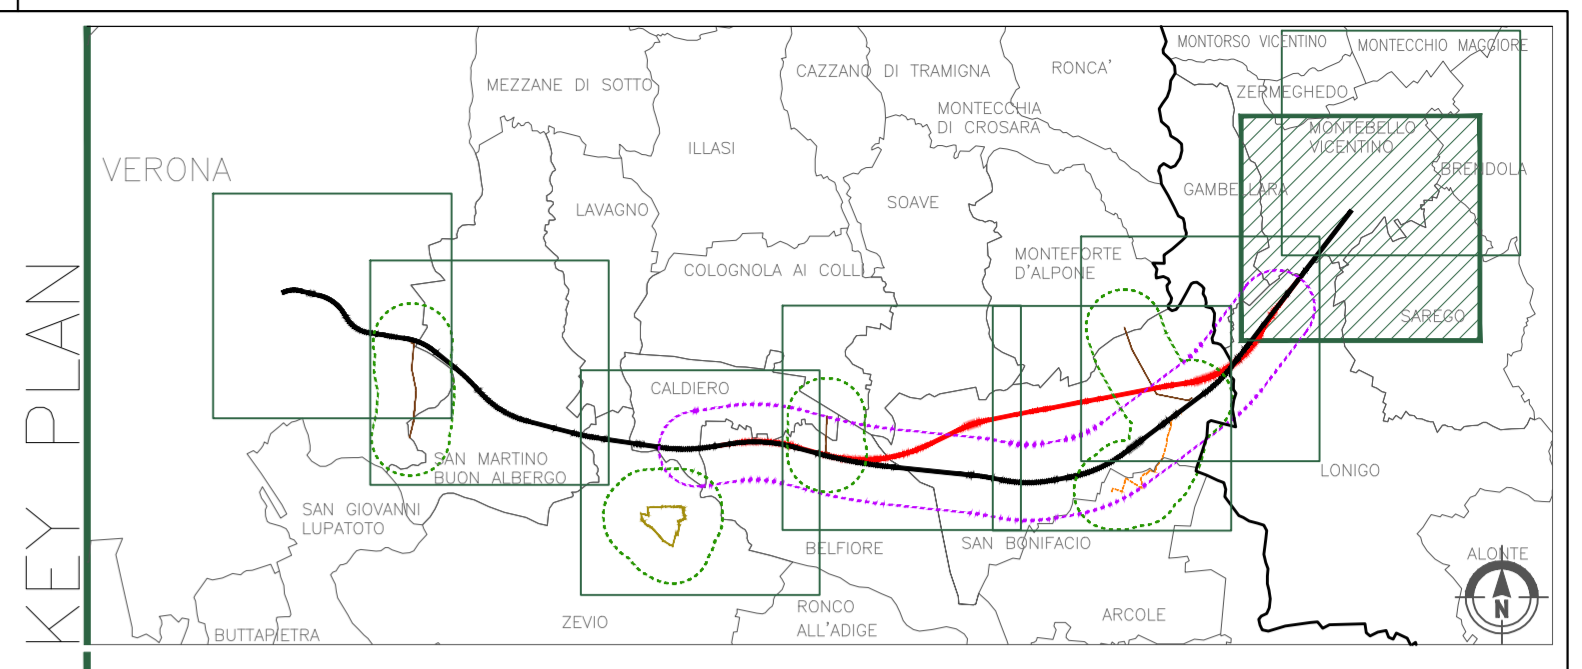 KEY PLAN
MONTORSO VICENTINO
MONTECCHIO MAGGIORE
MEZZANE DI SOTTO
CAZZANO DI TRAMIGNA
RONCA'
ZERMEGHEDO
MONTECCHIA
DI CROSARA
MONTEBELLO
VICENTINO
ILLASI
VERONA
BRENDOLA
GAMBELLARA
LAVAGNO
SOAVE
MONTEFORTE
D'ALPONE
COLOGNOLA AI COLLI
SAREGO
CALDIERO
SAN MARTINO
BUON ALBERGO
LONIGO
SAN GIOVANNI
LUPATOTO
BELFIORE
SAN BONIFACIO
ALONTE
RONCO
ALL'ADIGE
ARCOLE
ZEVIO
BUTTAPIETRA
N